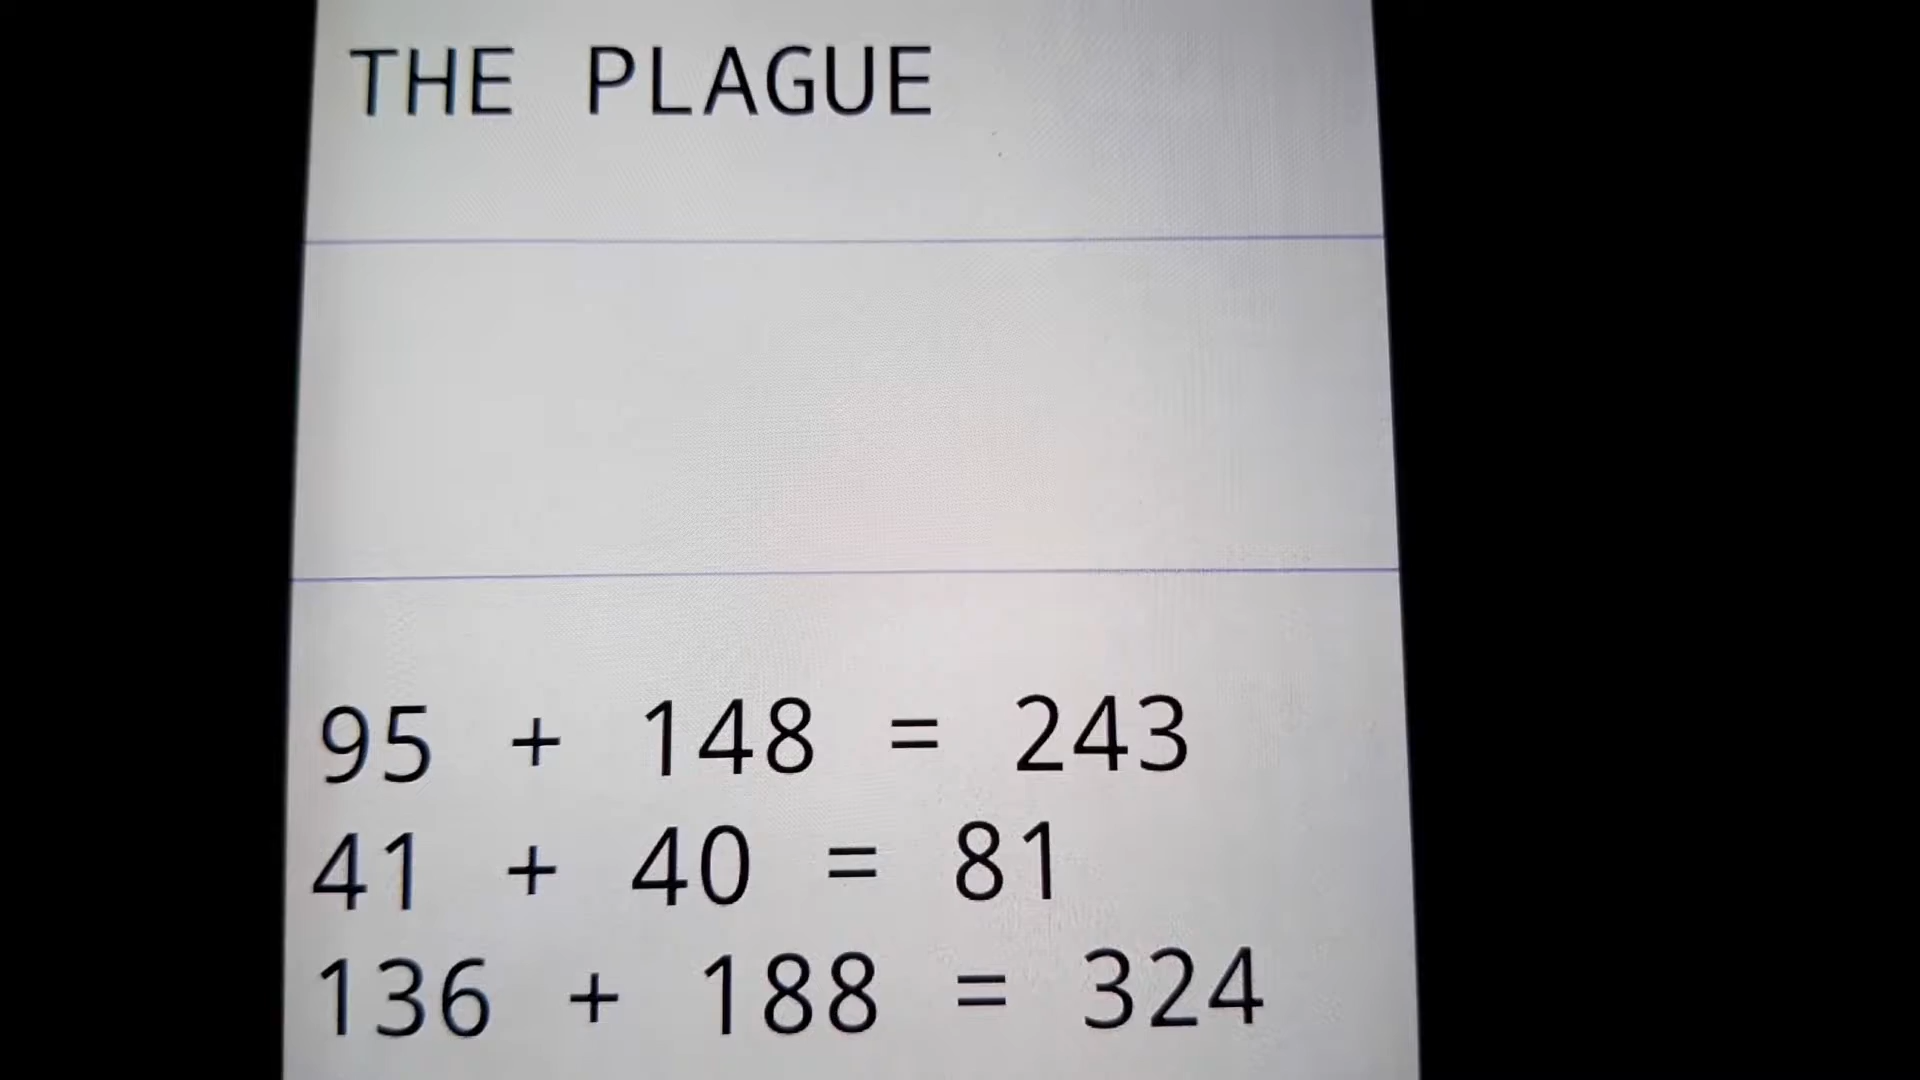 THE PLAGUE
95 + 148 = 243
41 + 40 = 81
136 + 188 = 324